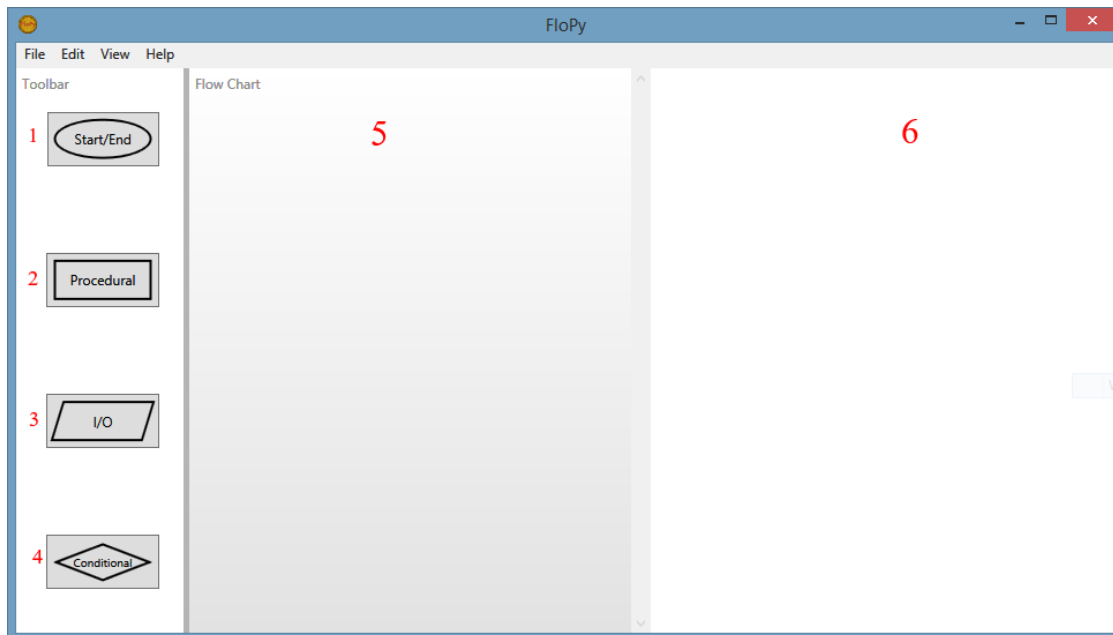 FloPy
File Edit View Help
Toolbar
Flow Chart
1
Start/End
5
6
2
Procedural
3
I/O
4
Conditional